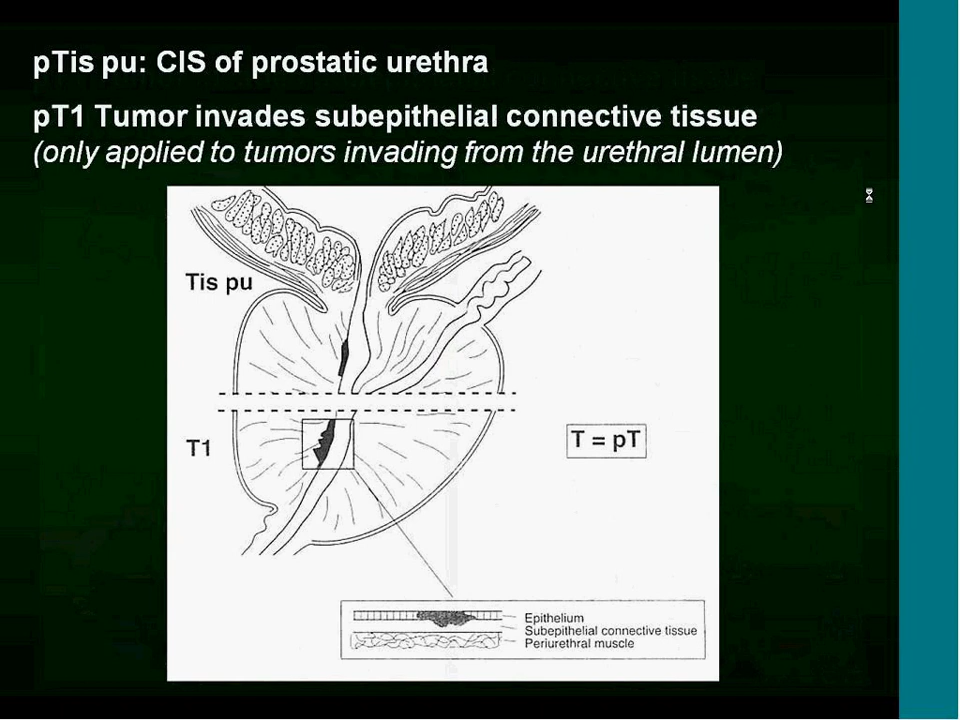 pTis pu: CIS of prostatic urethra
pT1 Tumor invades subepithelial connective tissue
(only applied to tumors invading from the urethral lumen)
Tis pu
T1
T = pT
Epithelium
Subepithelial connective tissue
Periurethral muscle